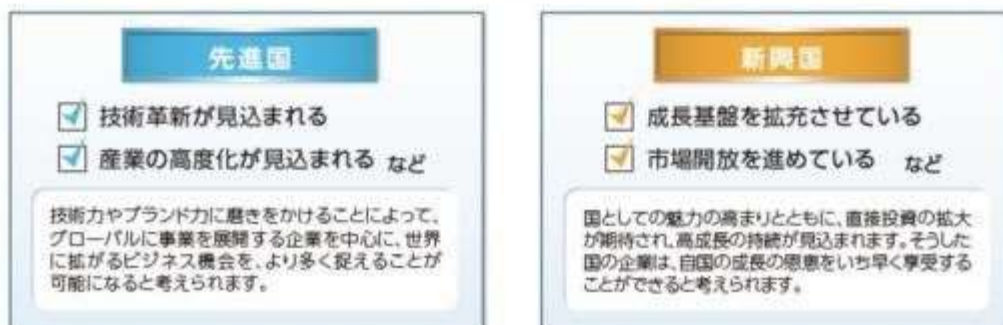 先進国
技術革新が見込まれる
産業の高度化が見込まれる など
技術力やブランド力に磨きをかけることによって、
グローバルに事業を展開する企業を中心に、世界
に拡がるビジネス機会を、より多く捉えることが
可能になると考えられます。
新興国
成長基盤を拡充させている
市場開放を進めている など
国としての魅力の高まりとともに、直接投資の拡大
が期待され、高成長の持続が見込まれます。そうした
国の企業は、自国の成長の恩恵をいち早く享受する
ことができると考えられます。